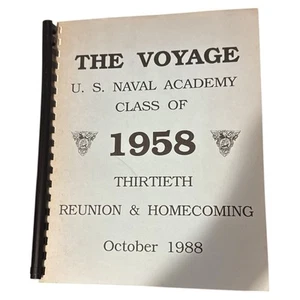 THE VOYAGE
U. S. NAVAL ACADEMY
CLASS OF
1958
THIRTIETH
REUNION & HOMECOMING
October 1988